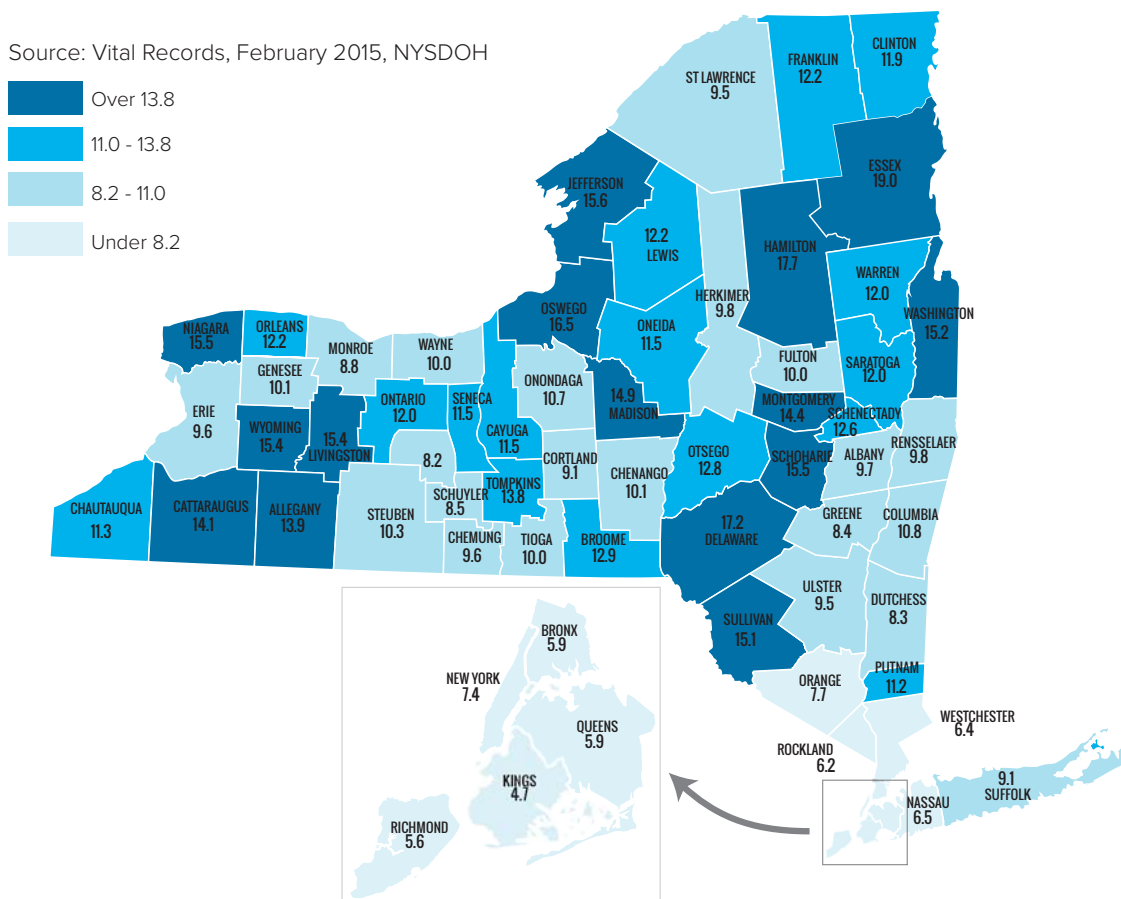 Source: Vital Records, February 2015, NYSDOH
Over 13.8
11.0 - 13.8
8.2 - 11.0
Under 8.2
CLINTON
11.9
FRANKLIN
12.2
ST LAWRENCE
9.5
ESSEX
19.0
JEFFERSON
15.6
12.2
LEWIS
HAMILTON
17.7
WARREN
12.0
HERKIMER
9.8
WASHINGTON
15.2
OSWEGO
16.5
ONEIDA
11.5
NIAGARA
15.5
ORLEANS
12.2
MONROE
8.8
WAYNE
10.0
FULTON
10.0
SARATOGA
12.0
GENESEE
10.1
ONONDAGA
10.7
14.9
MADISON
MONTGOMERY
14.4
SCHENECTADY
12.6
ERIE
9.6
WYOMING
15.4
15.4
LIVINGSTON
ONTARIO
12.0
SENECA
11.5
CAYUGA
11.5
OTSEGO
12.8
SCHOHARIE
15.5
ALBANY
9.7
RENSSELAER
9.8
8.2
CORTLAND
9.1
CHENANGO
10.1
TOMPKINS
13.8
SCHUYLER
8.5
CHAUTAUQUA
11.3
CATTARAUGUS
14.1
ALLEGANY
13.9
STEUBEN
10.3
CHEMUNG
9.6
TIOGA
10.0
BROOME
12.9
17.2
DELAWARE
GREENE
8.4
COLUMBIA
10.8
ULSTER
9.5
DUTCHESS
8.3
SULLIVAN
15.1
PUTNAM
11.2
ORANGE
7.7
WESTCHESTER
6.4
ROCKLAND
6.2
9.1
SUFFOLK
NASSAU
6.5
BRONX
5.9
NEW YORK
7.4
QUEENS
5.9
KINGS
4.7
RICHMOND
5.6